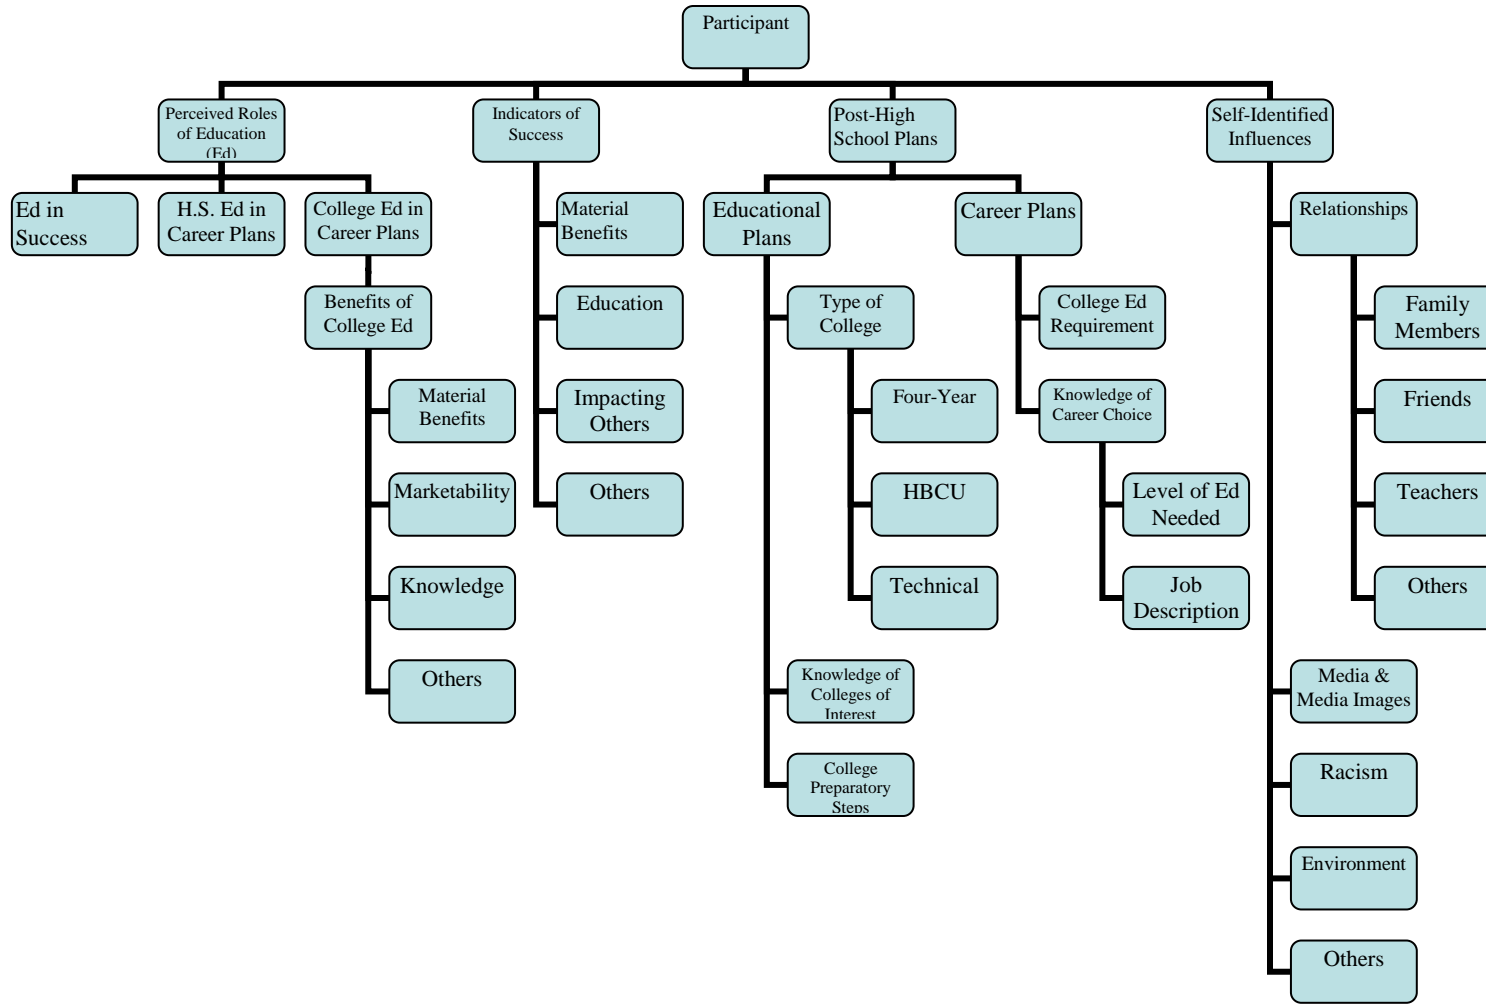 Participant
Perceived Roles
of Education
(Ed)
Indicators of
Success
Post-High
School Plans
Self-Identified
Influences
Ed in
Success
H.S. Ed in
Career Plans
College Ed in
Career Plans
Material
Benefits
Educational
Plans
Career Plans
Relationships
Benefits of
College Ed
Education
Type of
College
College Ed
Requirement
Family
Members
Material
Benefits
Impacting
Others
Four-Year
Knowledge of
Career Choice
Friends
Marketability
Others
HBCU
Level of Ed
Needed
Teachers
Knowledge
Technical
Job
Description
Others
Others
Knowledge of
Colleges of
Interest
Media &
Media Images
College
Preparatory
Steps
Racism
Environment
Others